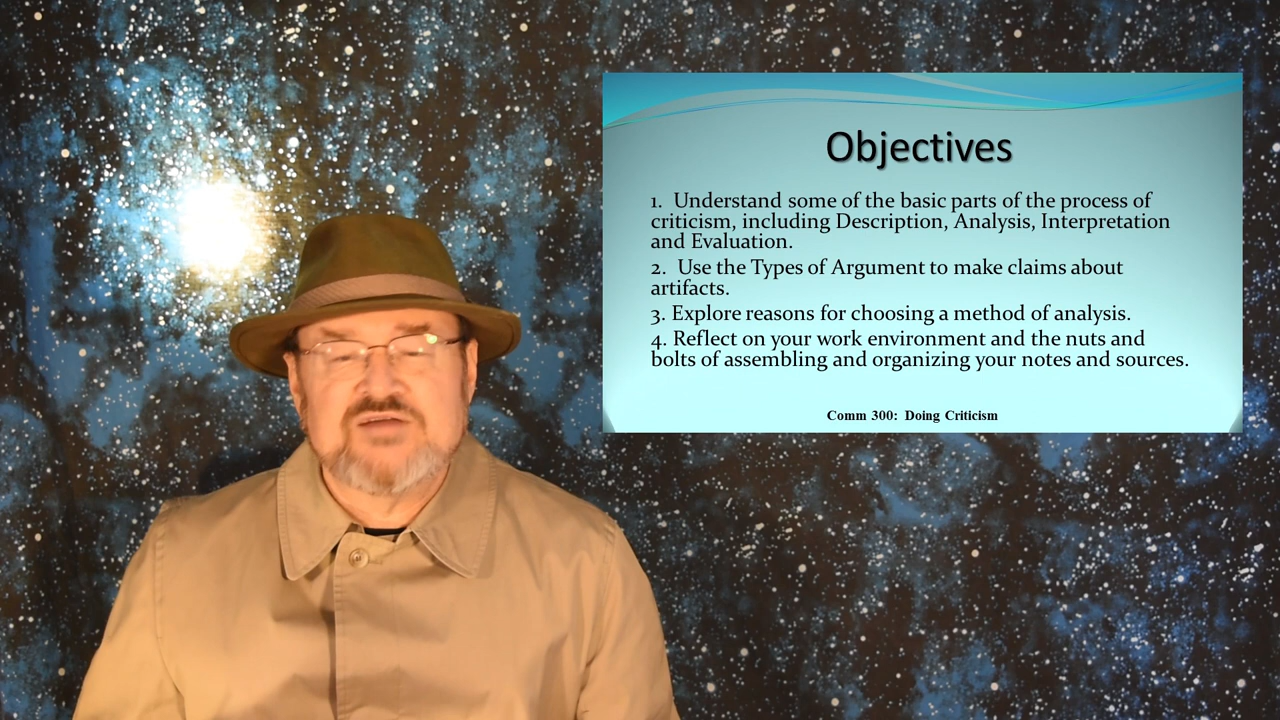 Objectives
1. Understand some of the basic parts of the process of
criticism, including Description, Analysis, Interpretation
and Evaluation.
2. Use the Types of Argument to make claims about
artifacts.
3. Explore reasons for choosing a method of analysis.
4. Reflect on your work environment and the nuts and
bolts of assembling and organizing your notes and sources.
Comm 300: Doing Criticism